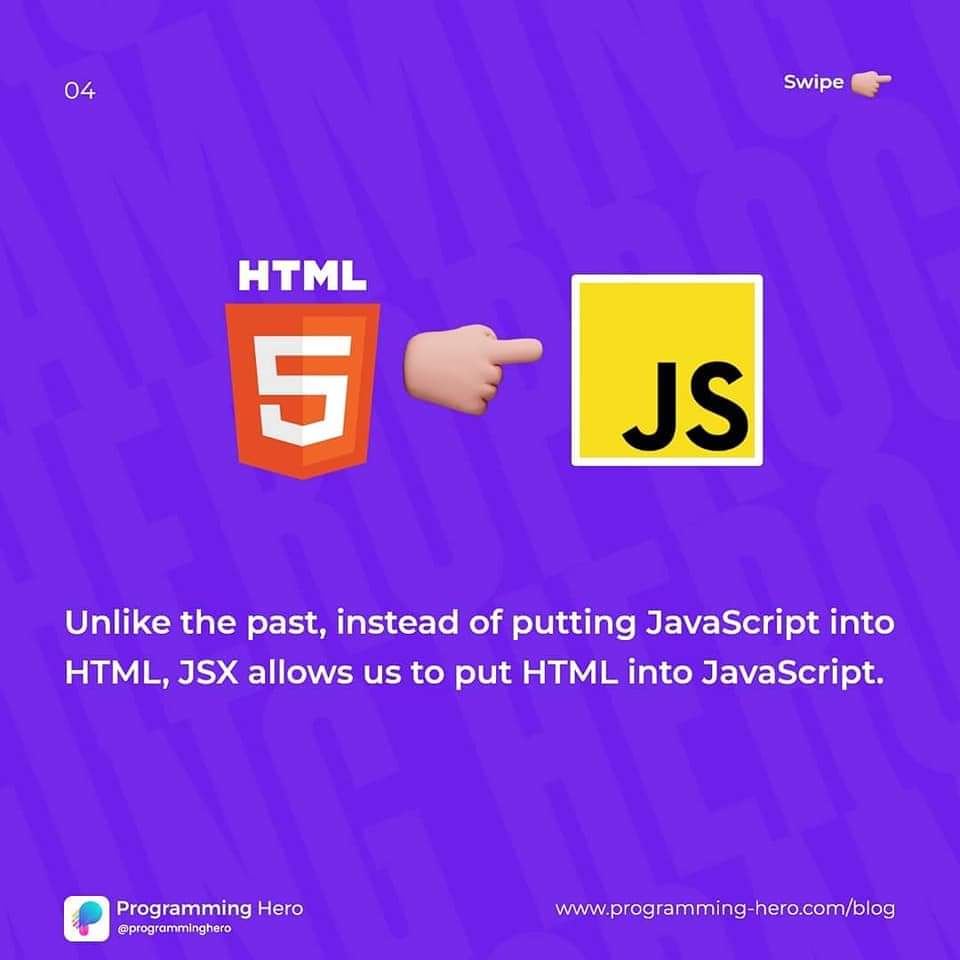 04
Swipe
HTML
5
JS
Unlike the past, instead of putting JavaScript into
HTML, JSX allows us to put HTML into JavaScript.
Programming Hero
@programminghero
www.programming-hero.com/blog